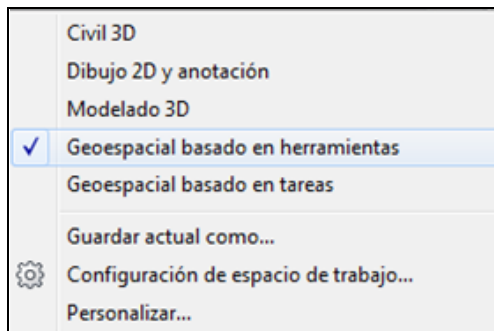 Civil 3D
Dibujo 2D y anotación
Modelado 3D
Geoespacial basado en herramientas
Geoespacial basado en tareas
Guardar actual como...
Configuración de espacio de trabajo...
Personalizar...